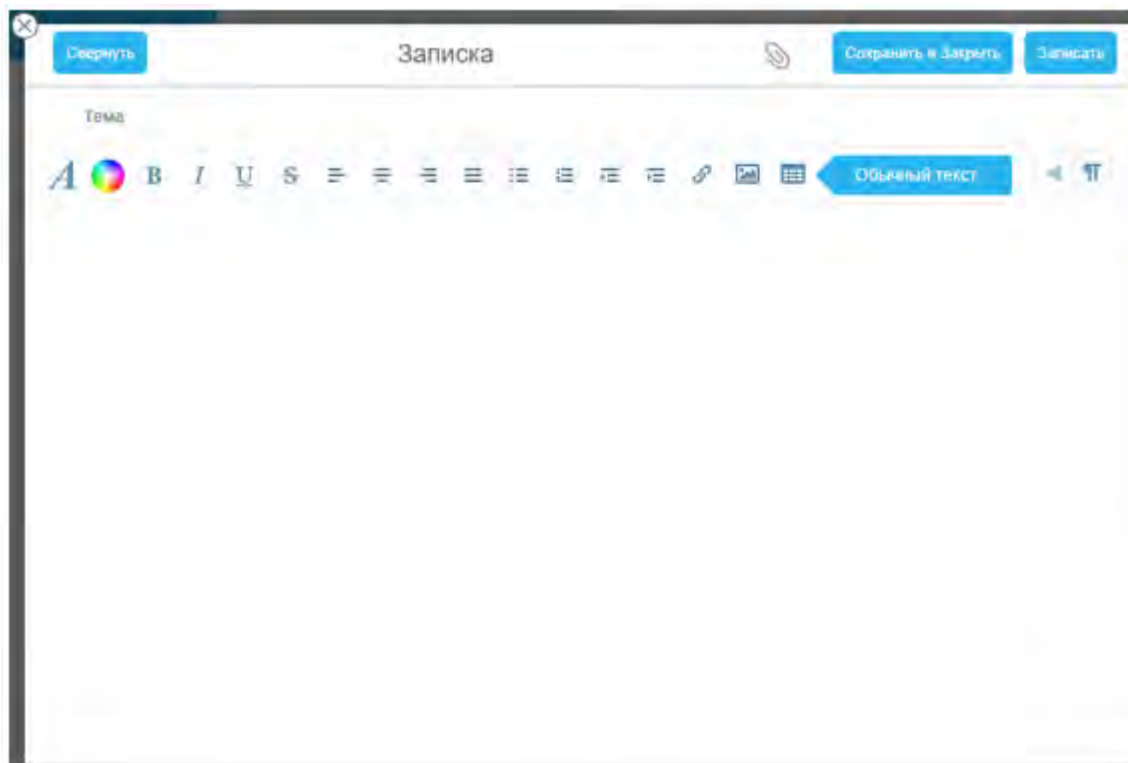 Свернуть
Записка
Сохранить и Закрыть
Записать
Тема
Обычный текст